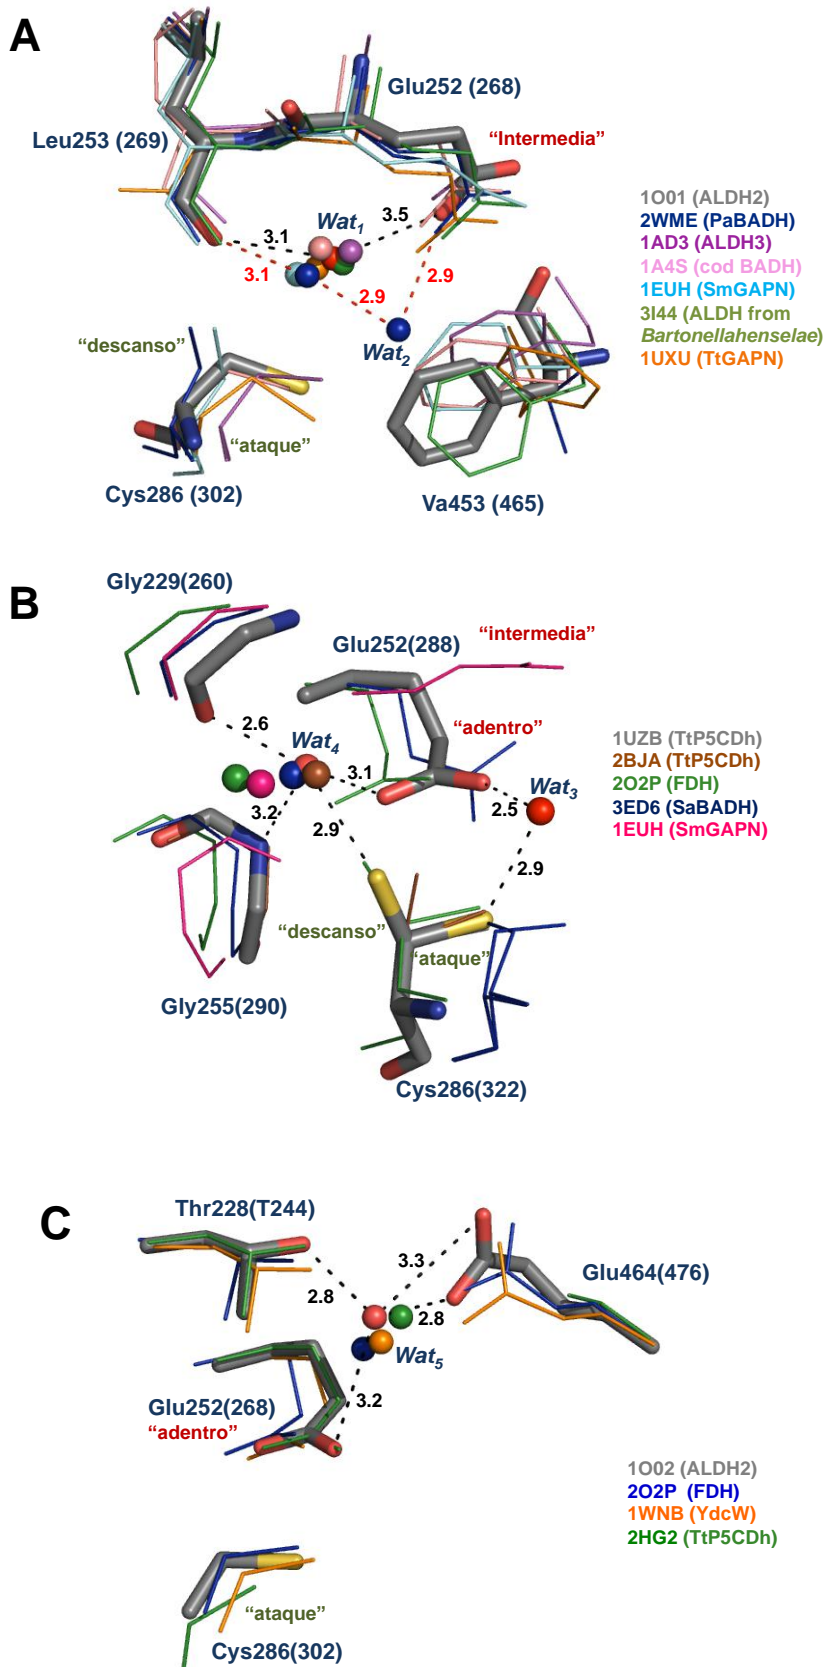 A
Glu252 (268)
Leu253 (269)
“Intermedia”
Wat1
3.5
3.1
3.1
2.9
2.9
Wat2
“descanso”
“ataque”
Cys286 (302)
Va453 (465)
1O01 (ALDH2)
2WME (PaBADH)
1AD3 (ALDH3)
1A4S (cod BADH)
1EUH (SmGAPN)
3I44 (ALDH from
Bartonellahenselae)
1UXU (TtGAPN)
B
Gly229(260)
Glu252(288)
“intermedia”
“adentro”
2.6
Wat4
3.1
Wat3
2.5
3.2
2.9
2.9
“descanso”
“ataque”
Gly255(290)
Cys286(322)
1UZB (TtP5CDh)
2BJA (TtP5CDh)
2O2P (FDH)
3ED6 (SaBADH)
1EUH (SmGAPN)
C
Thr228(T244)
3.3
Glu464(476)
2.8
2.8
Wat5
3.2
Glu252(268)
“adentro”
“ataque”
Cys286(302)
1O02 (ALDH2)
2O2P (FDH)
1WNB (YdcW)
2HG2 (TtP5CDh)